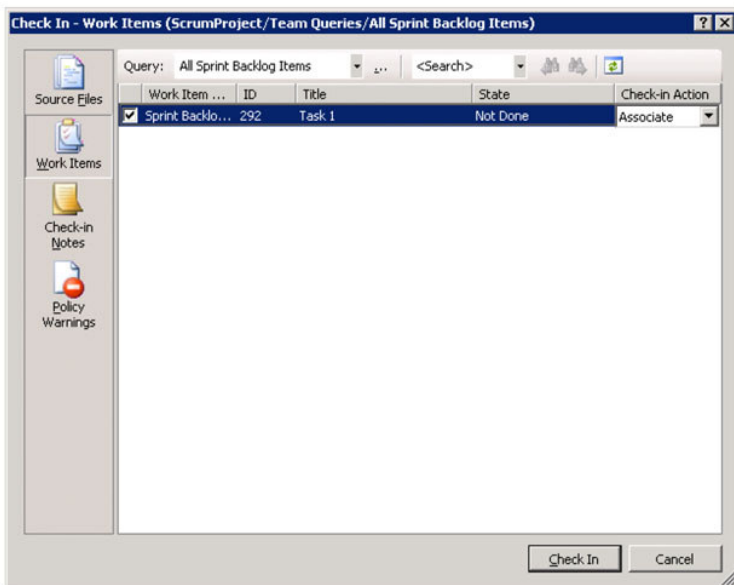 Check In - Work Items (ScrumProject/Team Queries/All Sprint Backlog Items)
Query: All Sprint Backlog Items ... <Search>
Source Files
Work Item ... ID Title State Check-in Action
Sprint Backlo... 292 Task 1 Not Done Associate
Work Items
Check-in
Notes
Policy
Warnings
Check In Cancel